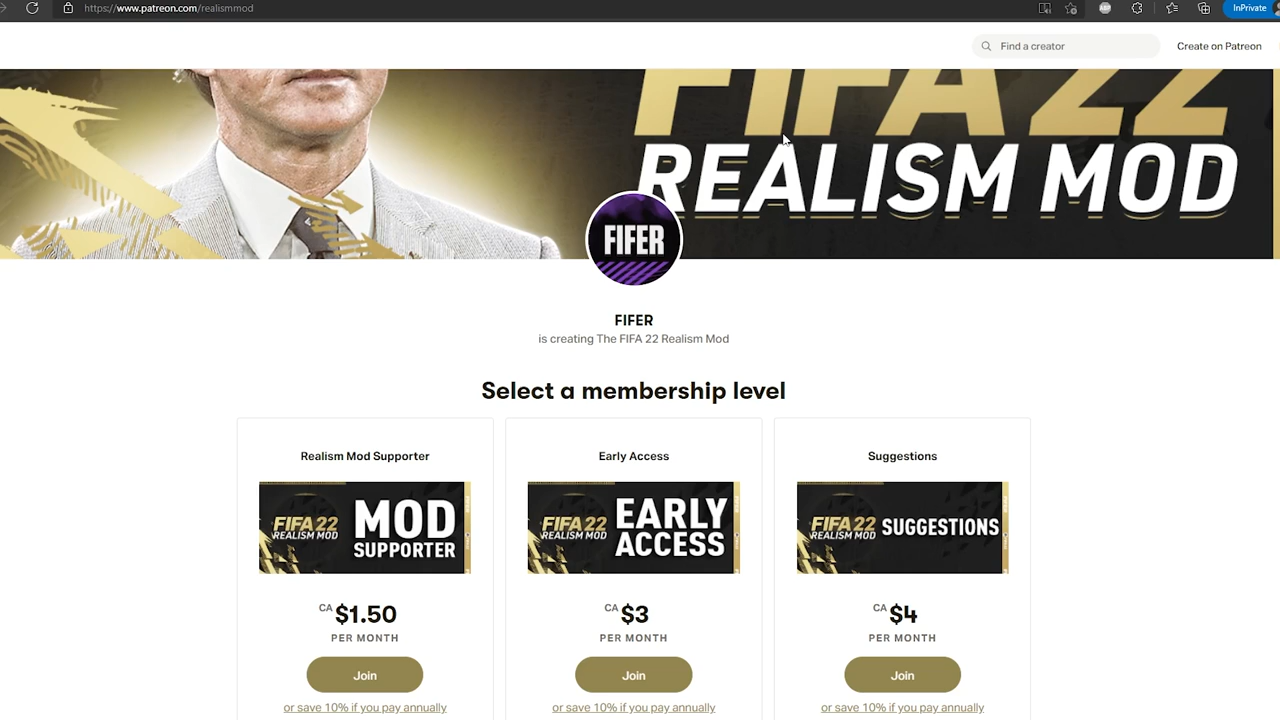 https://www.patreon.com/realismmod
InPrivate
Find a creator
Create on Patreon
FIFA 22
REALISM MOD
FIFER
FIFER
is creating The FIFA 22 Realism Mod
Select a membership level
Realism Mod Supporter
Early Access
Suggestions
FIFA 22
REALISM MOD
MOD
SUPPORTER
FIFA 22
REALISM MOD
EARLY
ACCESS
FIFA 22
REALISM MOD
SUGGESTIONS
CA $1.50
PER MONTH
Join
or save 10% if you pay annually
CA $3
PER MONTH
Join
or save 10% if you pay annually
CA $4
PER MONTH
Join
or save 10% if you pay annually